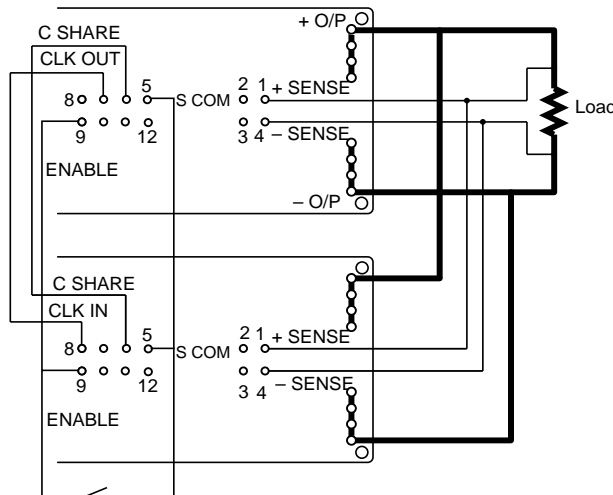 + O/P
C SHARE
CLK OUT
8 5 S COM 2 1 + SENSE
Load
9 12 3 4 – SENSE
ENABLE
– O/P
C SHARE
CLK IN
8 5 S COM 2 1 + SENSE
9 12 3 4 – SENSE
ENABLE